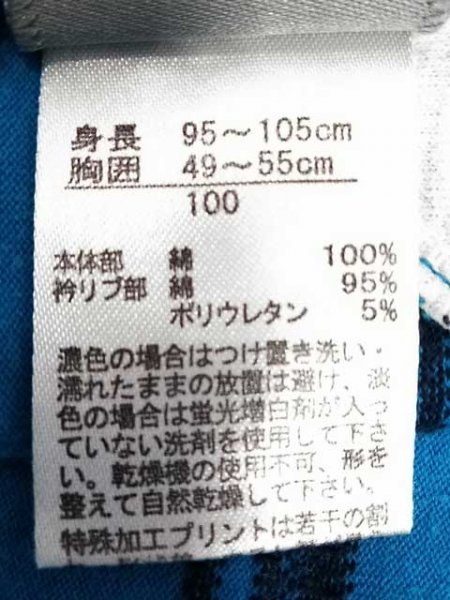 身長 95〜105cm
胸囲 49〜55cm
100
本体部 綿 100%
衿リブ部 綿 95%
ポリウレタン 5%
濃色の場合はつけ置き洗い・
濡れたままの放置は避け、淡
色の場合は蛍光増白剤が入っ
ていない洗剤を使用して下さ
い。乾燥機の使用不可、形を
整えて自然乾燥して下さい。
特殊加工プリントは若干の割